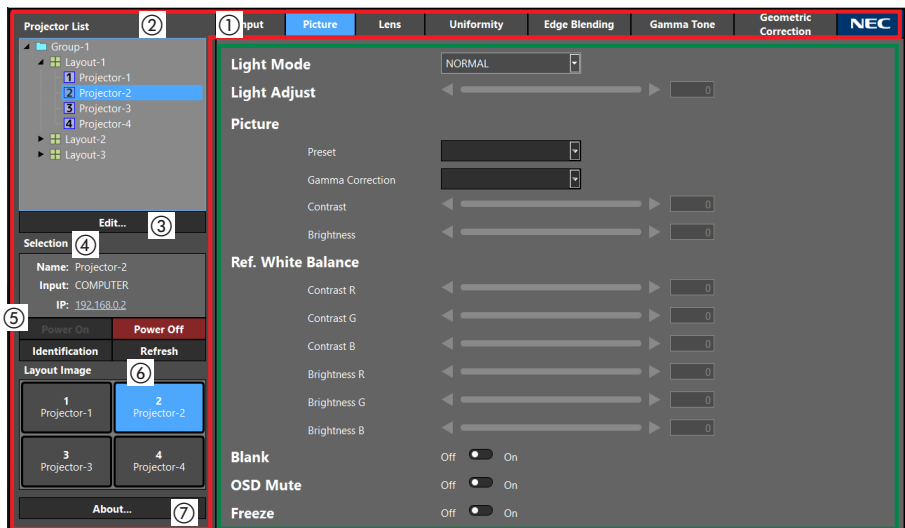 Projector List ②
① nput Picture Lens Uniformity Edge Blending Gamma Tone Geometric Correction NEC
Group-1
Layout-1
1 Projector-1
2 Projector-2
3 Projector-3
4 Projector-4
Layout-2
Layout-3
Edit... ③
Selection ④
Name: Projector-2
Input: COMPUTER
IP: 192.168.0.2
⑤
Power On Power Off
Identification Refresh
Layout Image ⑥
1 2
Projector-1 Projector-2
3 4
Projector-3 Projector-4
About... ⑦
Light Mode NORMAL
Light Adjust 0
Picture
Preset
Gamma Correction
Contrast 0
Brightness 0
Ref. White Balance
Contrast R 0
Contrast G 0
Contrast B 0
Brightness R 0
Brightness G 0
Brightness B 0
Blank Off On
OSD Mute Off On
Freeze Off On